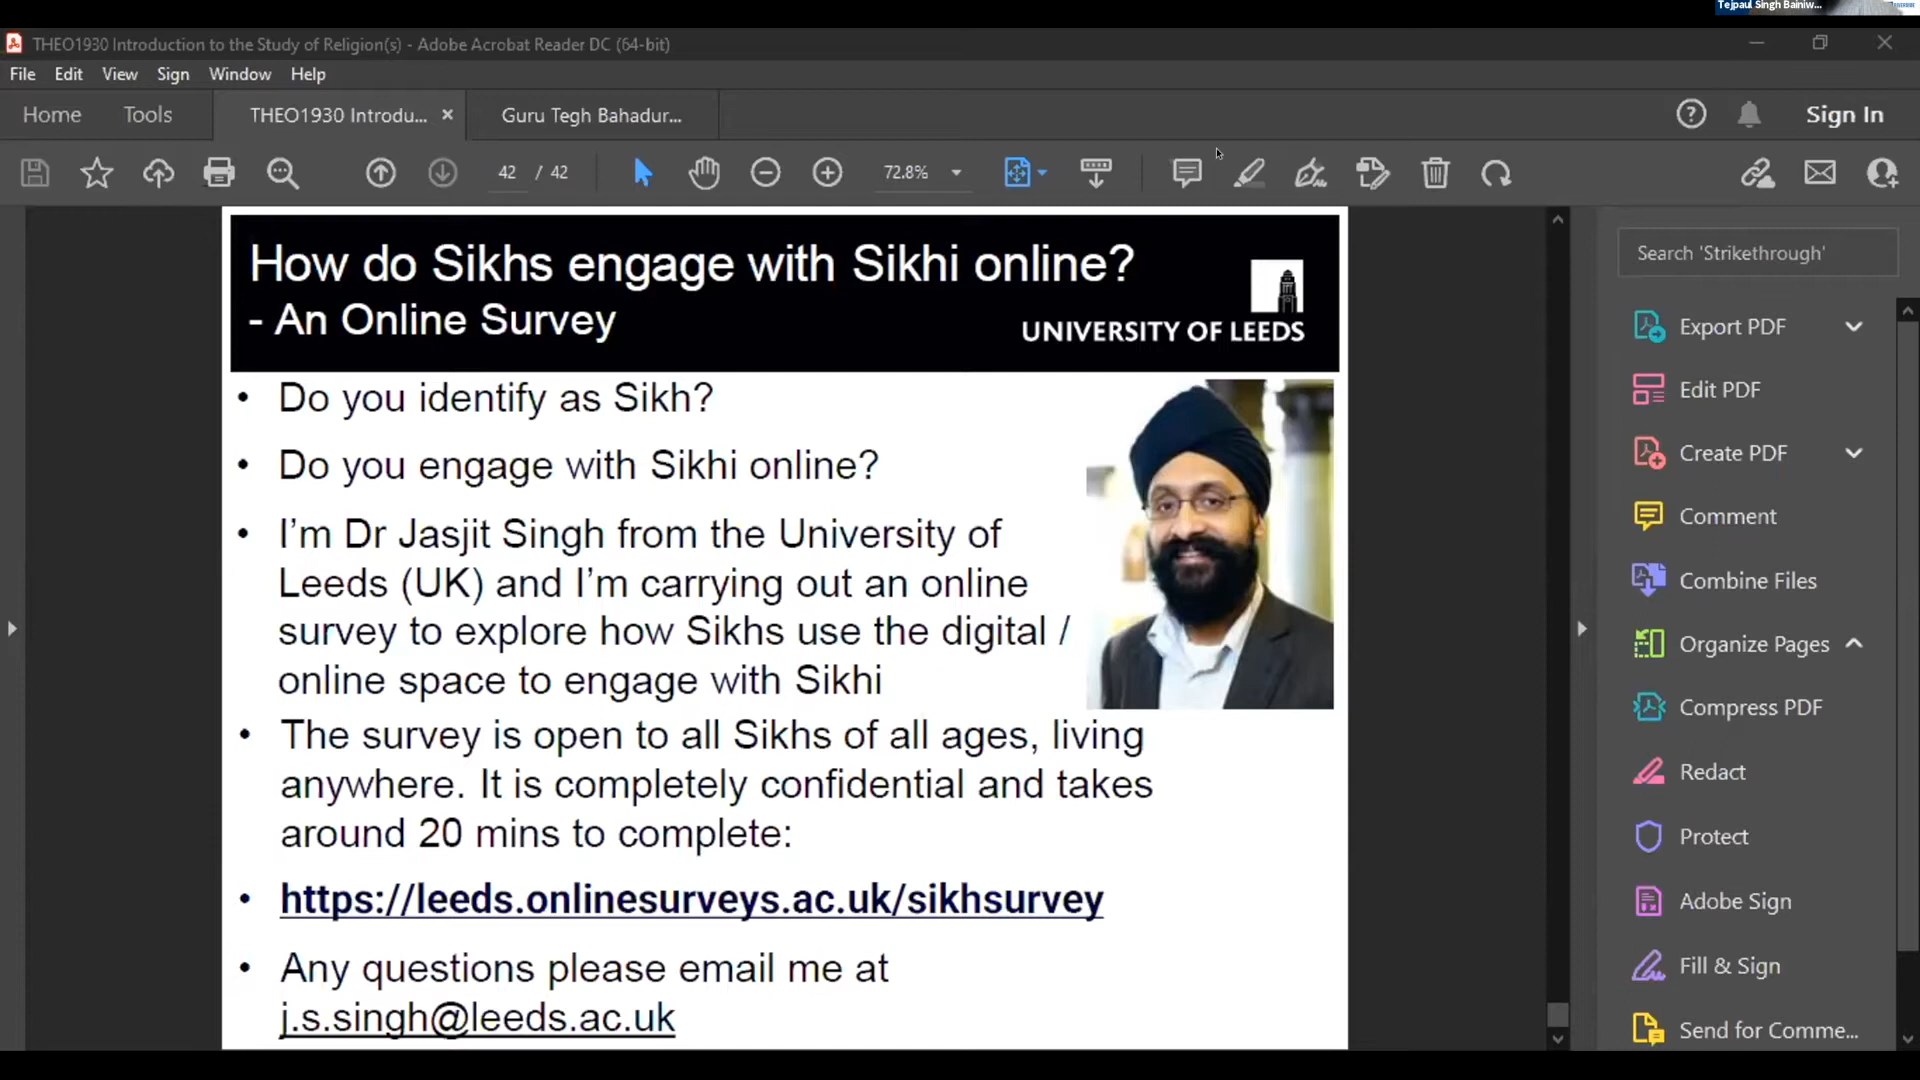 Tejpaul Singh Bainiw...
THEO1930 Introduction to the Study of Religion(s) - Adobe Acrobat Reader DC (64-bit)
File Edit View Sign Window Help
Home Tools THEO1930 Introdu... × Guru Tegh Bahadur... Sign In
42 / 42 72.8%
How do Sikhs engage with Sikhi online?
- An Online Survey
UNIVERSITY OF LEEDS
• Do you identify as Sikh?
• Do you engage with Sikhi online?
• I'm Dr Jasjit Singh from the University of
Leeds (UK) and I'm carrying out an online
survey to explore how Sikhs use the digital /
online space to engage with Sikhi
• The survey is open to all Sikhs of all ages, living
anywhere. It is completely confidential and takes
around 20 mins to complete:
• https://leeds.onlinesurveys.ac.uk/sikhsurvey
• Any questions please email me at
j.s.singh@leeds.ac.uk
Search 'Strikethrough'
Export PDF
Edit PDF
Create PDF
Comment
Combine Files
Organize Pages
Compress PDF
Redact
Protect
Adobe Sign
Fill & Sign
Send for Comme...